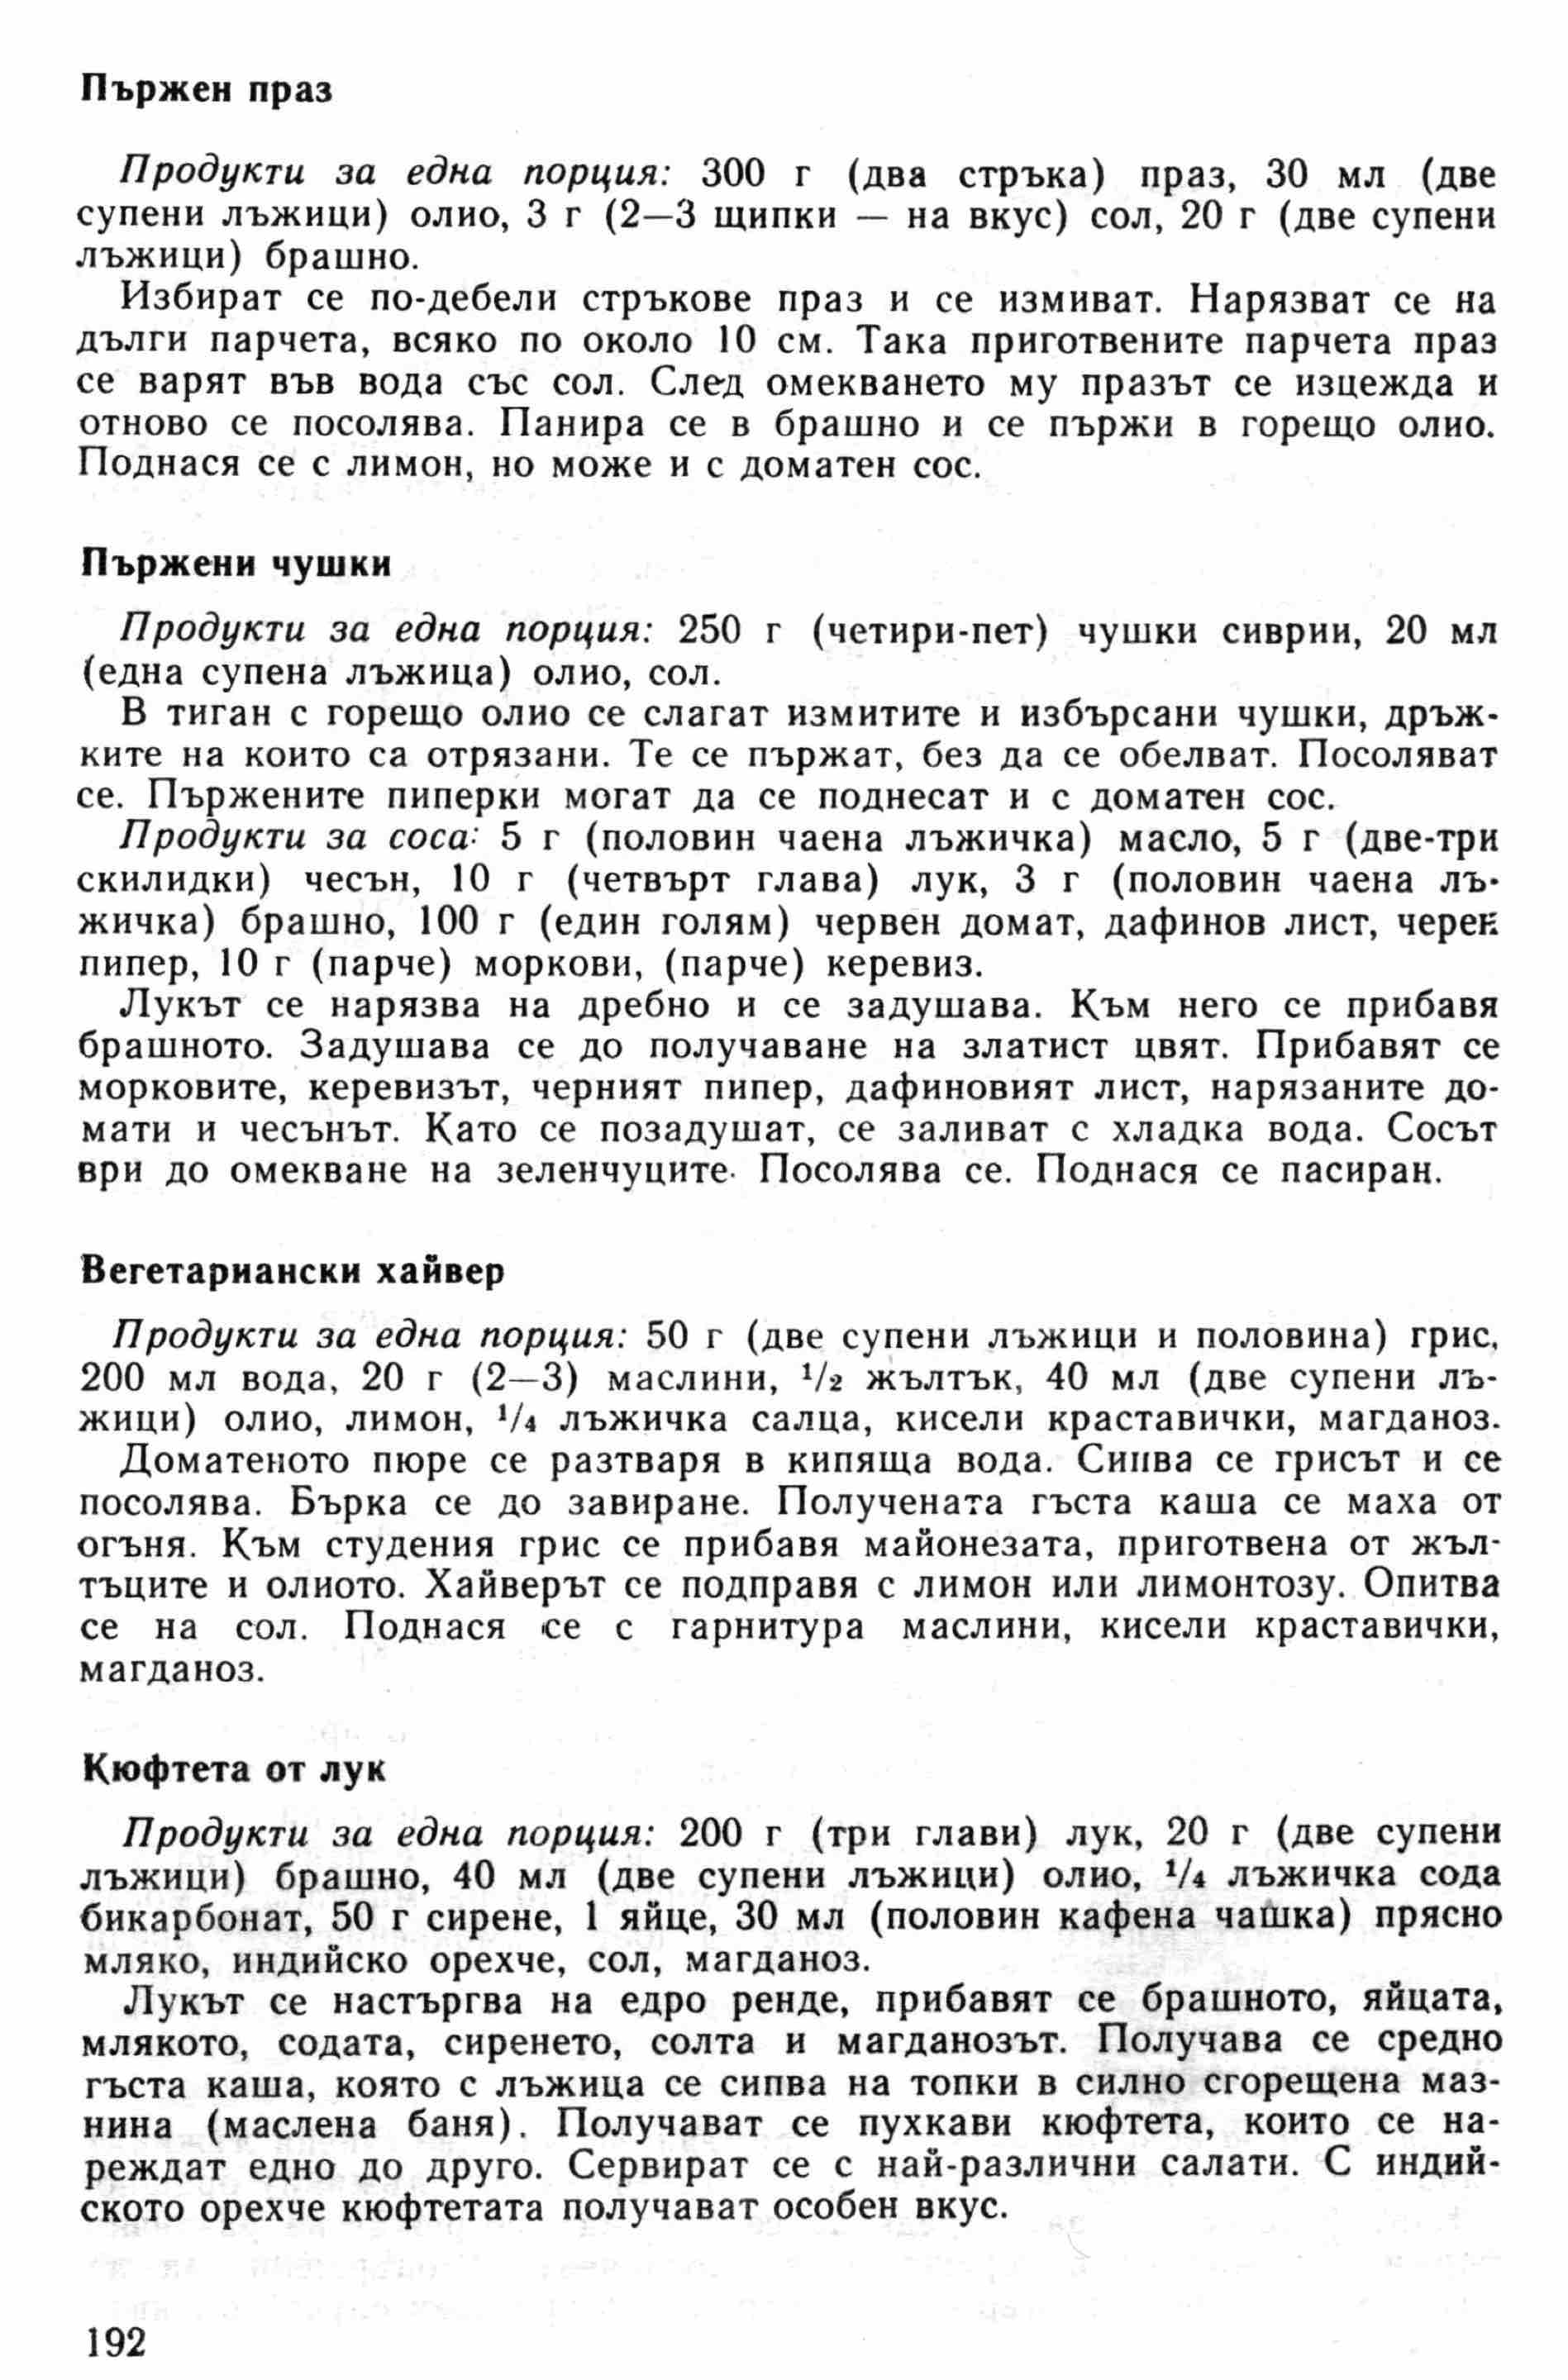 Пържен праз
Продукти за една порция: 300 г (два стръка) праз, 30 мл (две
супени лъжици) олио, 3 г (2—3 щипки — на вкус) сол, 20 г (две супени
лъжици) брашно.
Избират се по-дебели стръкове праз и се измиват. Нарязват се на
дълги парчета, всяко по около 10 см. Така приготвените парчета праз
се варят във вода със сол. След омекването му празът се изцежда и
отново се посолява. Панира се в брашно и се пържи в горещо олио.
Поднася се с лимон, но може и с доматен сос.
Пържени чушки
Продукти за една порция: 250 г (четири-пет) чушки сиврии, 20 мл
(една супена лъжица) олио, сол.
В тиган с горещо олио се слагат измитите и избърсани чушки, дръж-
ките на които са отрязани. Те се пържат, без да се обелват. Посоляват
се. Пържените пиперки могат да се поднесат и с доматен сос.
Продукти за соса: 5 г (половин чаена лъжичка) масло, 5 г (две-три
скилидки) чесън, 10 г (четвърт глава) лук, 3 г (половин чаена лъ-
жичка) брашно, 100 г (един голям) червен домат, дафинов лист, черен
пипер, 10 г (парче) моркови, (парче) керевиз.
Лукът се нарязва на дребно и се задушава. Към него се прибавя
брашното. Задушава се до получаване на златист цвят. Прибавят се
морковите, керевизът, черният пипер, дафиновият лист, нарязаните до-
мати и чесънът. Като се позадушат, се заливат с хладка вода. Сосът
ври до омекване на зеленчуците. Посолява се. Поднася се пасиран.
Вегетариански хайвер
Продукти за една порция: 50 г (две супени лъжици и половина) грис,
200 мл вода, 20 г (2—3) маслини, 1/2 жълтък, 40 мл (две супени лъ-
жици) олио, лимон, 1/4 лъжичка салца, кисели краставички, магданоз.
Доматеното пюре се разтваря в кипяща вода. Сипва се грисът и се
посолява. Бърка се до завиране. Получената гъста каша се маха от
огъня. Към студения грис се прибавя майонезата, приготвена от жъл-
тъците и олиото. Хайверът се подправя с лимон или лимонтозу. Опитва
се на сол. Поднася се с гарнитура маслини, кисели краставички,
магданоз.
Кюфтета от лук
Продукти за една порция: 200 г (три глави) лук, 20 г (две супени
лъжици) брашно, 40 мл (две супени лъжици) олио, 1/4 лъжичка сода
бикарбонат, 50 г сирене, 1 яйце, 30 мл (половин кафена чашка) прясно
мляко, индийско орехче, сол, магданоз.
Лукът се настъргва на едро ренде, прибавят се брашното, яйцата,
млякото, содата, сиренето, солта и магданозът. Получава се средно
гъста каша, която с лъжица се сипва на топки в силно сгорещена маз-
нина (маслена баня). Получават се пухкави кюфтета, които се на-
реждат едно до друго. Сервират се с най-различни салати. С индий-
ското орехче кюфтетата получават особен вкус.
192